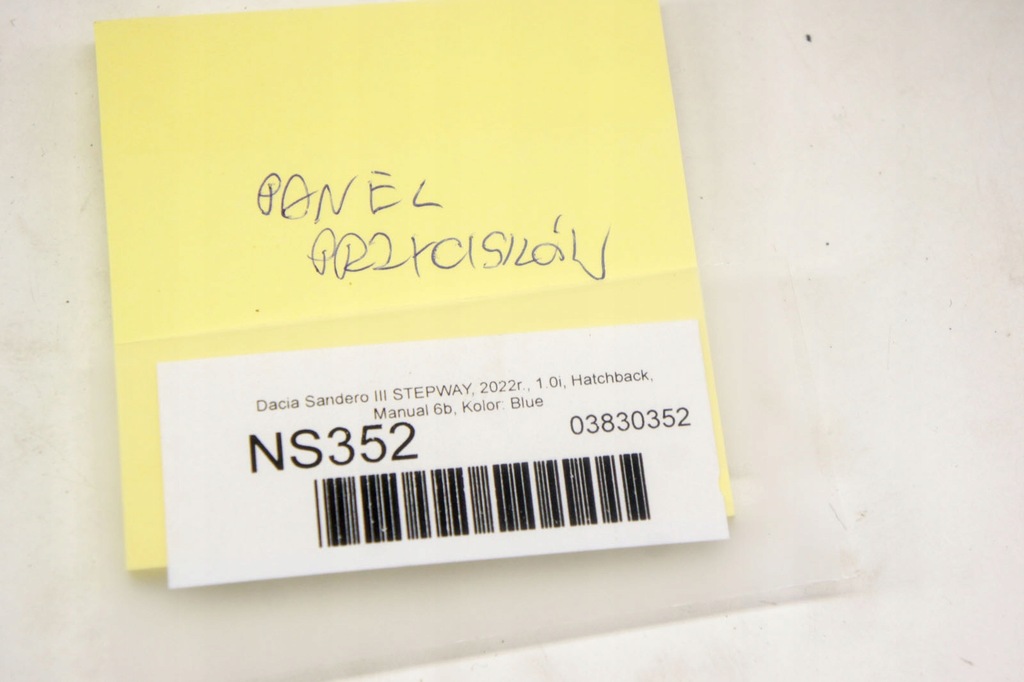 PANEL
PRZYCISKÓW
Dacia Sandero III STEPWAY, 2022r., 1.0i, Hatchback,
Manual 6b, Kolor: Blue
NS352
03830352